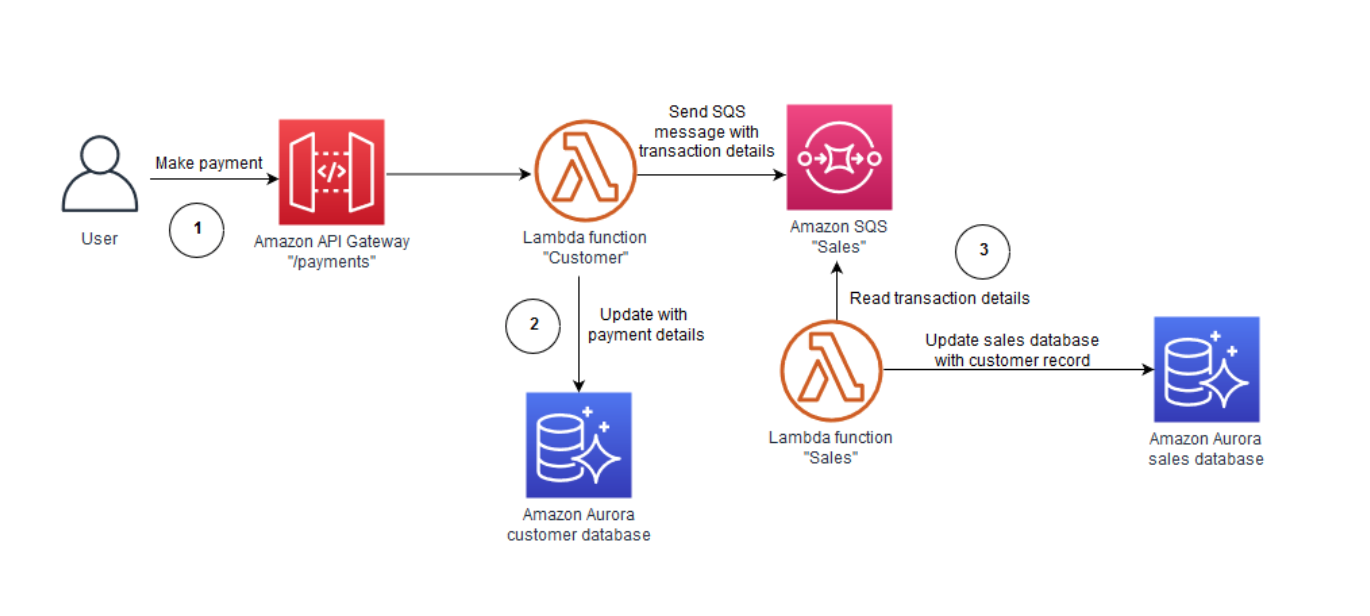 Make payment
1
User
</>
Amazon API Gateway
"/payments"
Lambda function
"Customer"
Send SQS
message with
transaction details
Amazon SQS
"Sales"
2
Update with
payment details
Amazon Aurora
customer database
3
Read transaction details
Lambda function
"Sales"
Update sales database
with customer record
Amazon Aurora
sales database